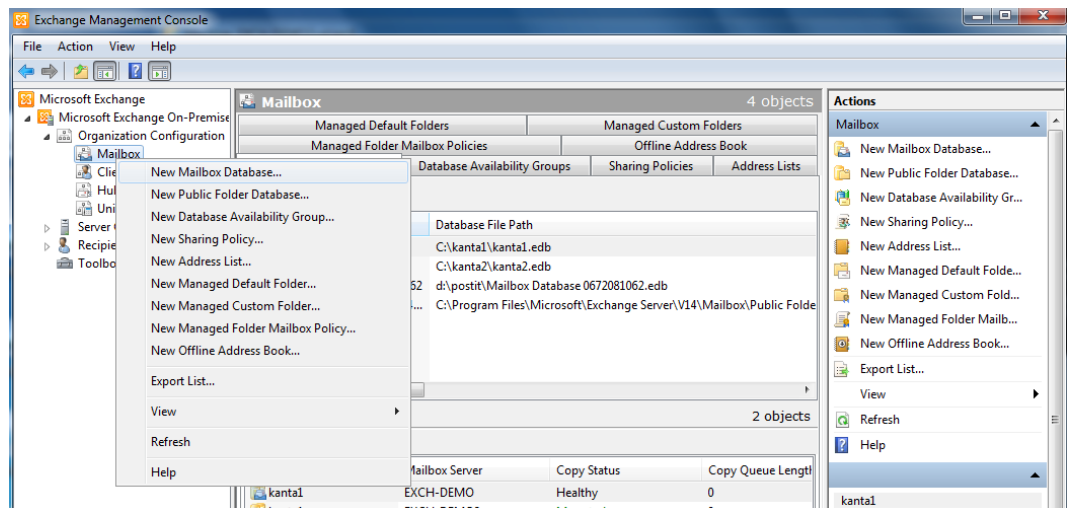 Exchange Management Console
File Action View Help
Microsoft Exchange
Microsoft Exchange On-Premise
Organization Configuration
Mailbox
Clie
Hul
Uni
Server
Recipie
Toolbo
New Mailbox Database...
New Public Folder Database...
New Database Availability Group...
New Sharing Policy...
New Address List...
New Managed Default Folder...
New Managed Custom Folder...
New Managed Folder Mailbox Policy...
New Offline Address Book...
Export List...
View
Refresh
Help
Mailbox 4 objects
Managed Default Folders Managed Custom Folders
Managed Folder Mailbox Policies Offline Address Book
Database Availability Groups Sharing Policies Address Lists
Database File Path
C:\kanta1\kanta1.edb
C:\kanta2\kanta2.edb
62 d:\postit\Mailbox Database 0672081062.edb
... C:\Program Files\Microsoft\Exchange Server\V14\Mailbox\Public Folde
2 objects
Mailbox Server Copy Status Copy Queue Length
kanta1 EXCH-DEMO Healthy 0
Actions
Mailbox
New Mailbox Database...
New Public Folder Database...
New Database Availability Gr...
New Sharing Policy...
New Address List...
New Managed Default Folde...
New Managed Custom Fold...
New Managed Folder Mailb...
New Offline Address Book...
Export List...
View
Refresh
Help
kanta1